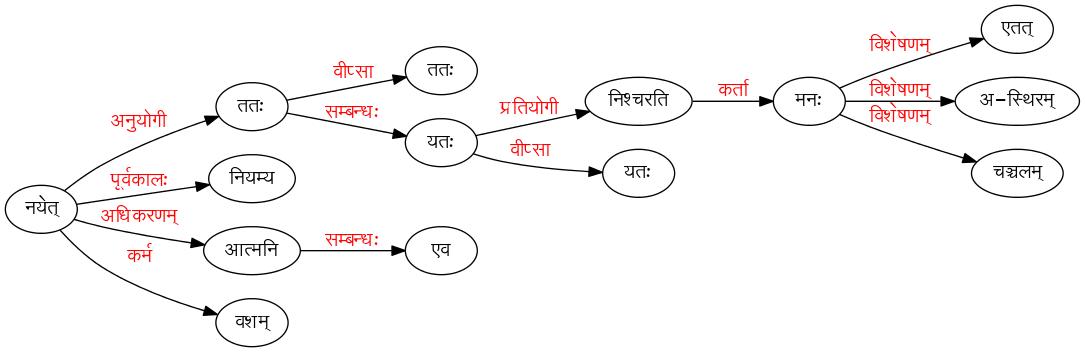 एतत्
विशेषणम्
ततः
वीप्सा
निश्चरति
कर्ता
मनः
विशेषणम्
अ-स्थिरम्
प्रतियोगी
विशेषणम्
ततः
अनुयोगी
सम्बन्धः
यतः
वीप्सा
यतः
चञ्चलम्
पूर्वकालः
नियम्य
नयेत्
अधिकरणम्
आत्मनि
सम्बन्धः
एव
कर्म
वशम्